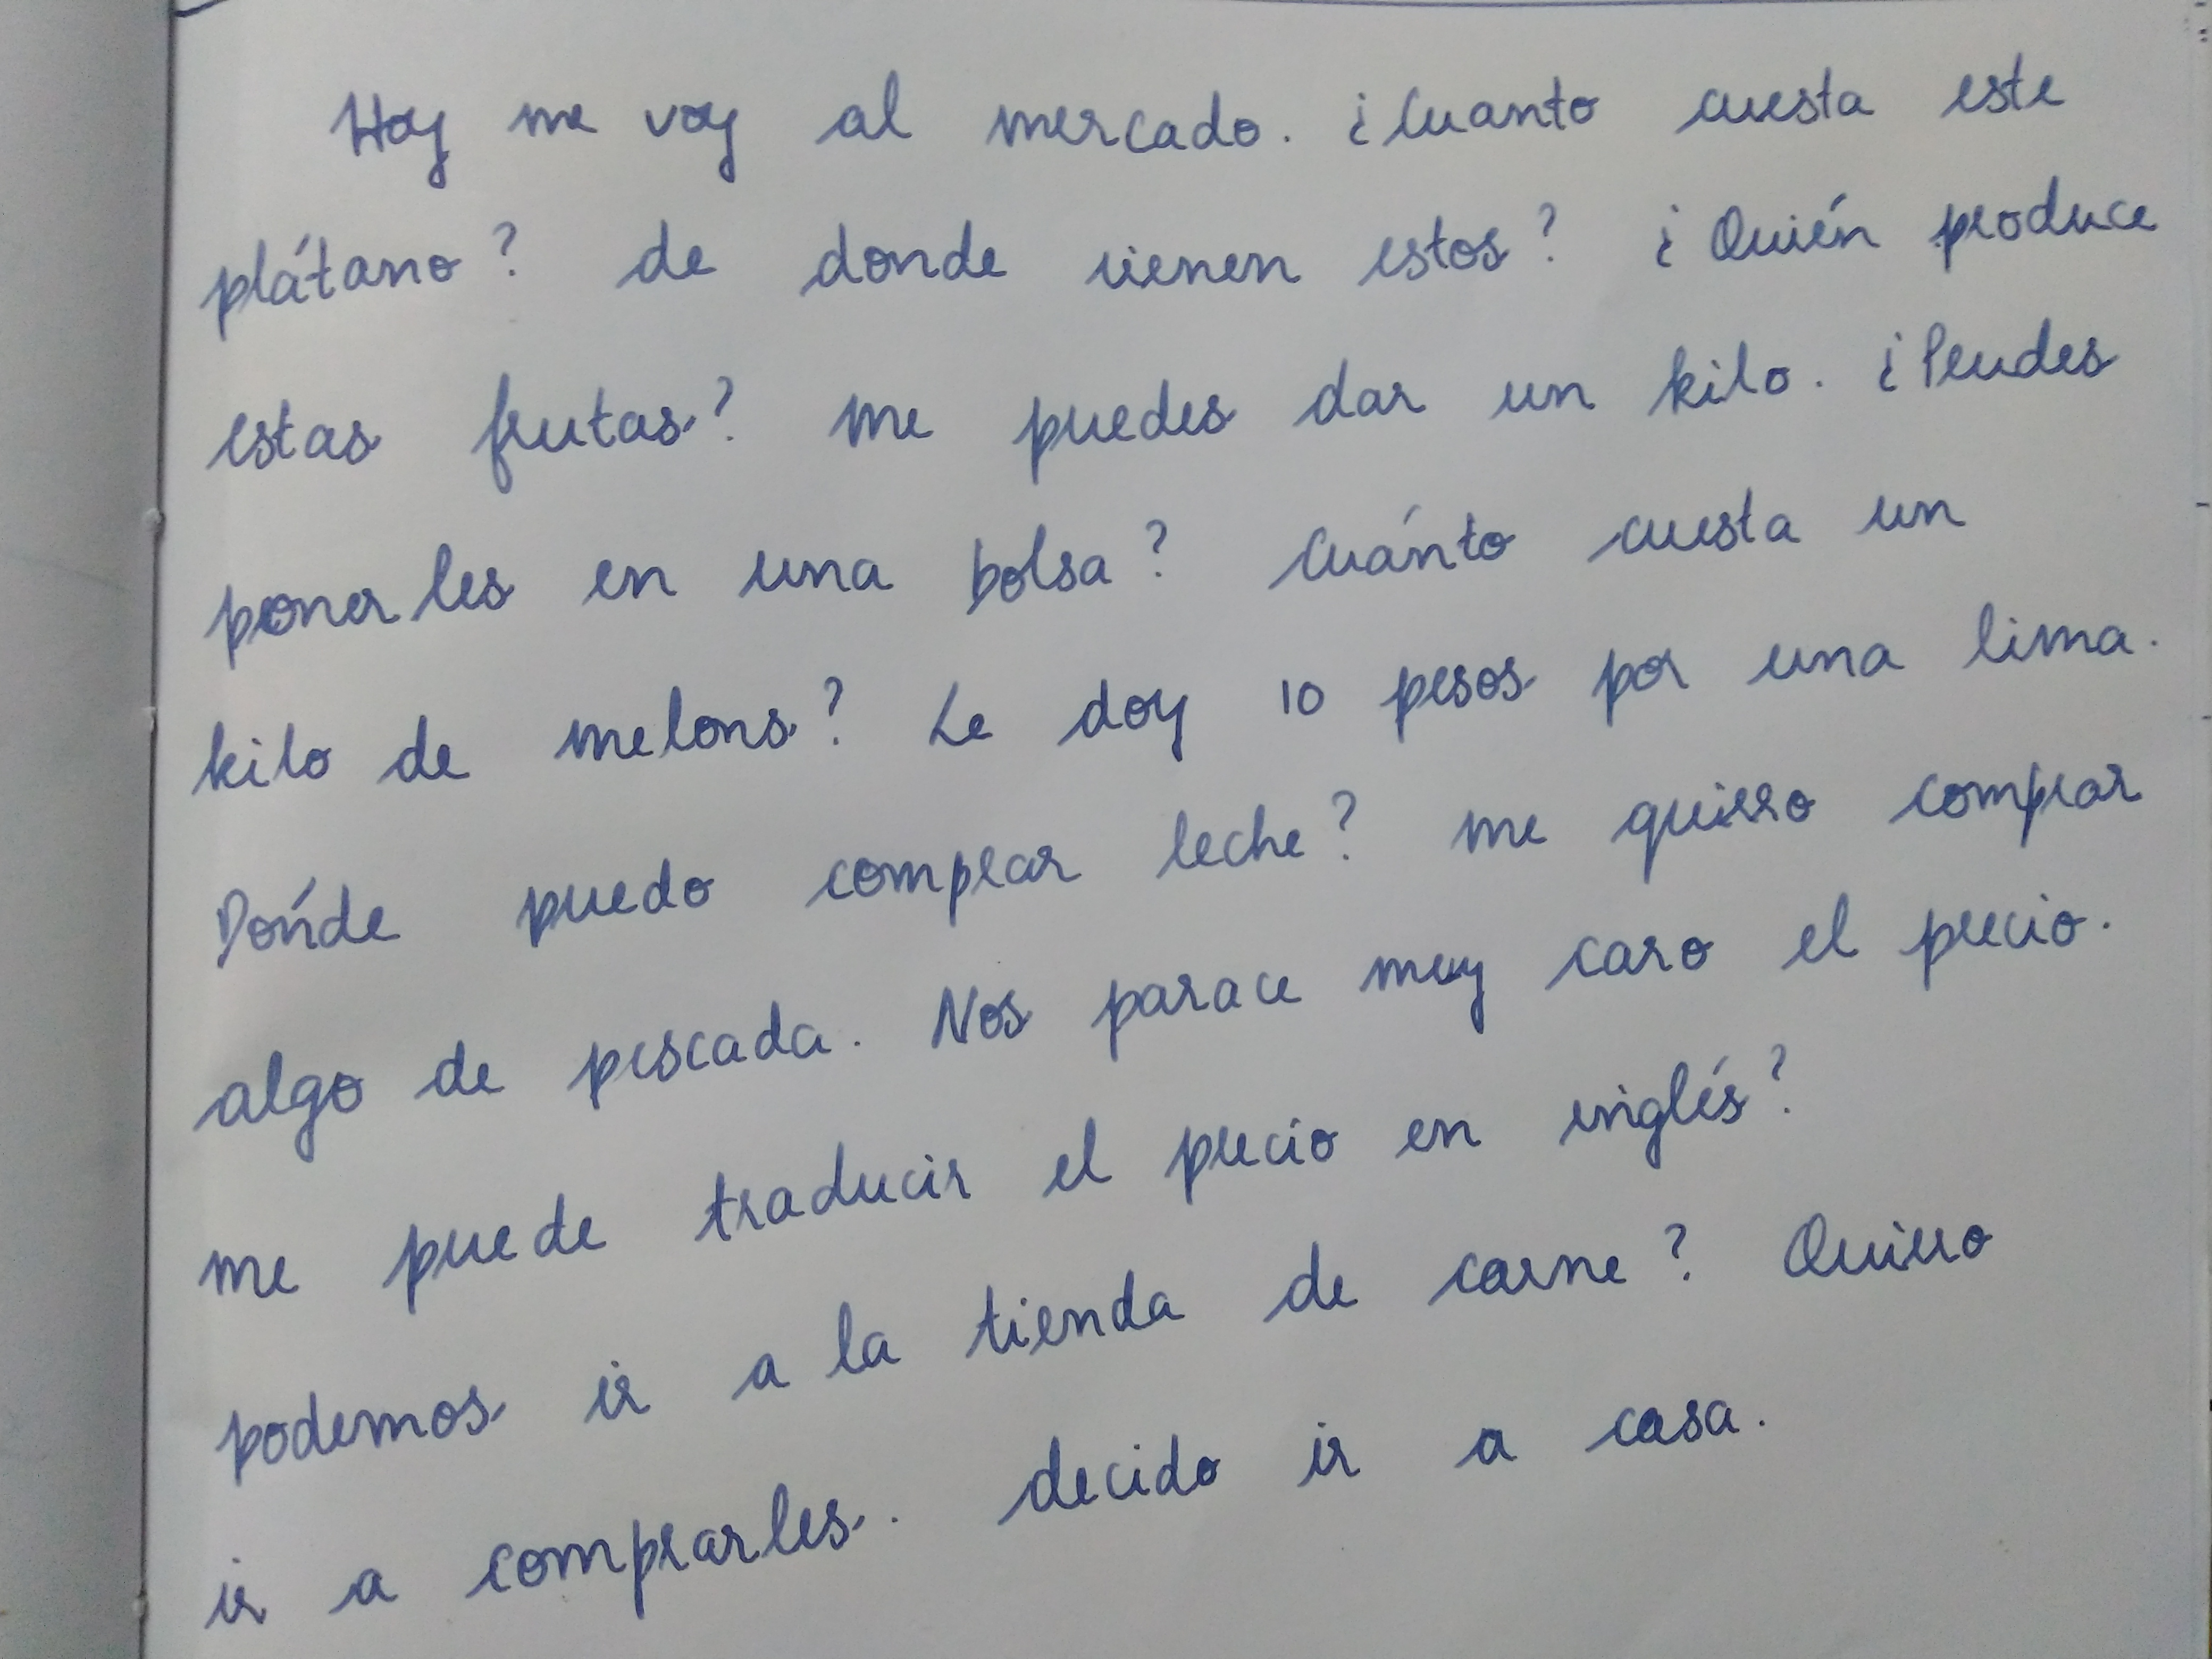 Hoy me voy al mercado. ¿Cuanto cuesta este
plátano? de donde vienen estos? ¿Quién produce
estas frutas? me puedes dar un kilo. ¿Peudes
ponerles en una bolsa? Cuánto cuesta un
kilo de melons? Le doy 10 pesos por una lima.
Dónde puedo comprar leche? me quiero comprar
algo de pescada. Nos parace muy caro el precio.
me puede traducir el precio en inglés?
podemos ir a la tienda de carne? Quiero
ir a comprarles. decido ir a casa.